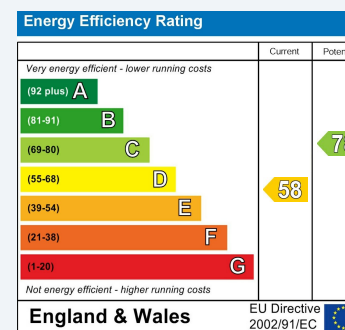 Energy Efficiency Rating
Current
Very energy efficient - lower running costs
(92 plus) A
(81-91) B
(69-80) C
(55-68) D
58
(39-54) E
(21-38) F
(1-20) G
Not energy efficient - higher running costs
England & Wales
EU Directive
2002/91/EC